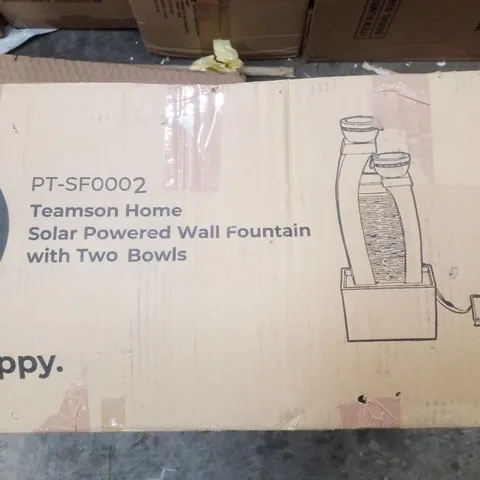 PT-SF0002
Teamson Home
Solar Powered Wall Fountain
with Two Bowls
ppy.